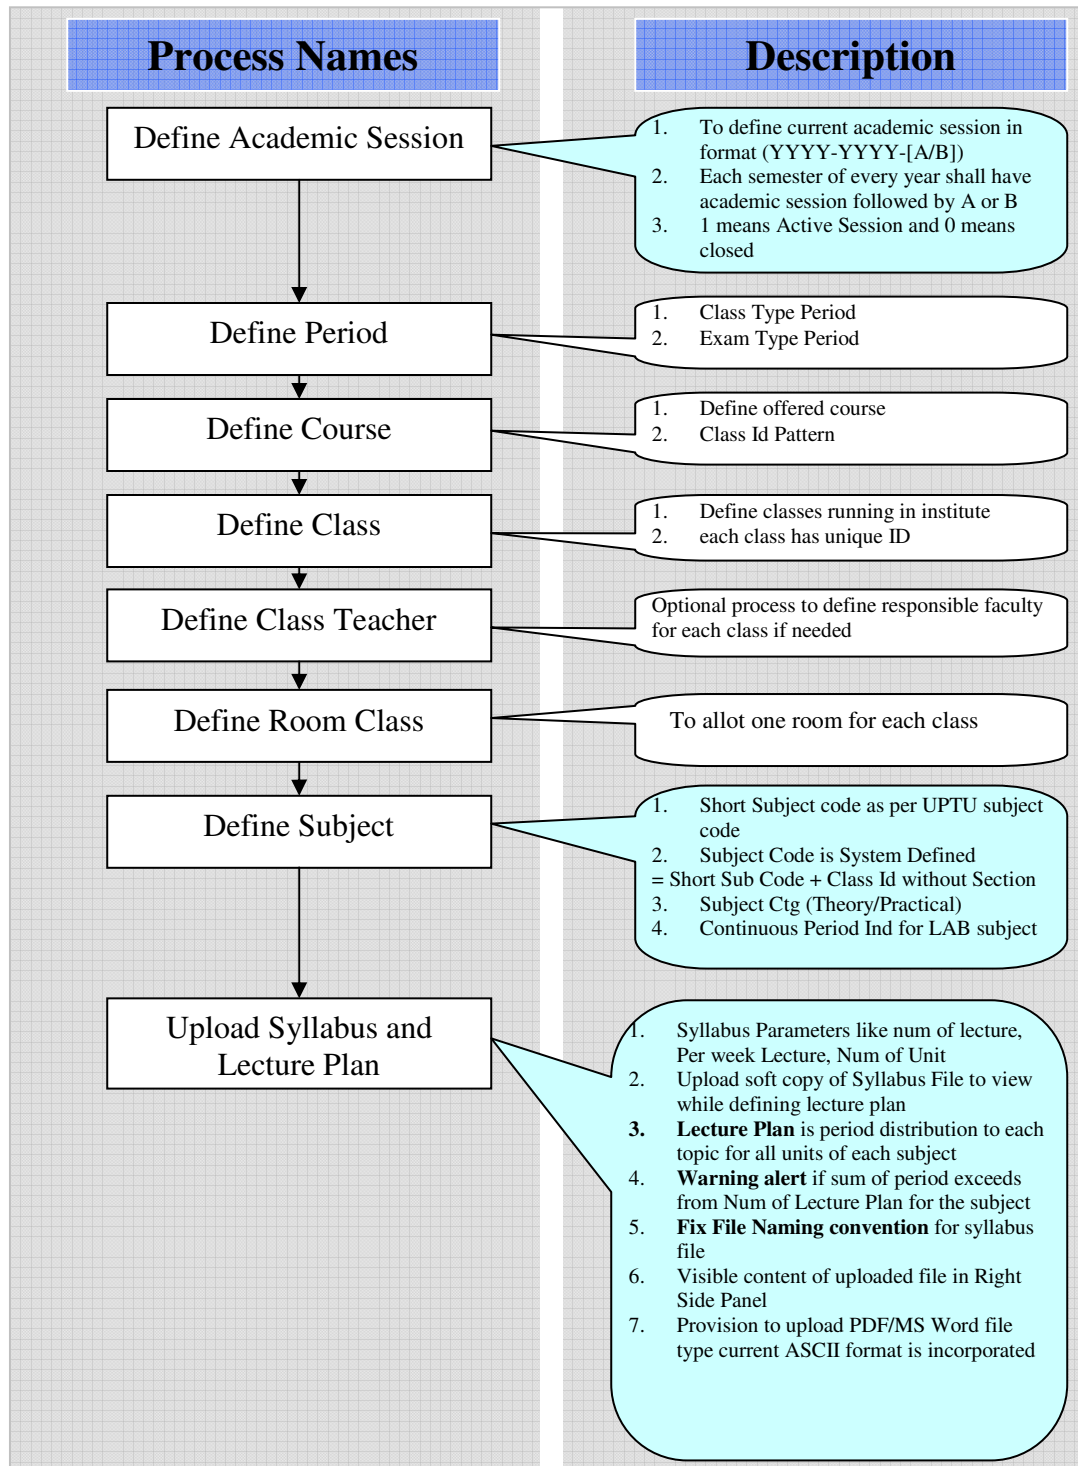 Process Names
Description
Define Academic Session
1. To define current academic session in
format (YYYY-YYYY-[A/B])
2. Each semester of every year shall have
academic session followed by A or B
3. 1 means Active Session and 0 means
closed
Define Period
1. Class Type Period
2. Exam Type Period
Define Course
1. Define offered course
2. Class Id Pattern
Define Class
1. Define classes running in institute
2. each class has unique ID
Define Class Teacher
Optional process to define responsible faculty
for each class if needed
Define Room Class
To allot one room for each class
Define Subject
1. Short Subject code as per UPTU subject
code
2. Subject Code is System Defined
= Short Sub Code + Class Id without Section
3. Subject Ctg (Theory/Practical)
4. Continuous Period Ind for LAB subject
Upload Syllabus and
Lecture Plan
1. Syllabus Parameters like num of lecture,
Per week Lecture, Num of Unit
2. Upload soft copy of Syllabus File to view
while defining lecture plan
3. Lecture Plan is period distribution to each
topic for all units of each subject
4. Warning alert if sum of period exceeds
from Num of Lecture Plan for the subject
5. Fix File Naming convention for syllabus
file
6. Visible content of uploaded file in Right
Side Panel
7. Provision to upload PDF/MS Word file
type current ASCII format is incorporated